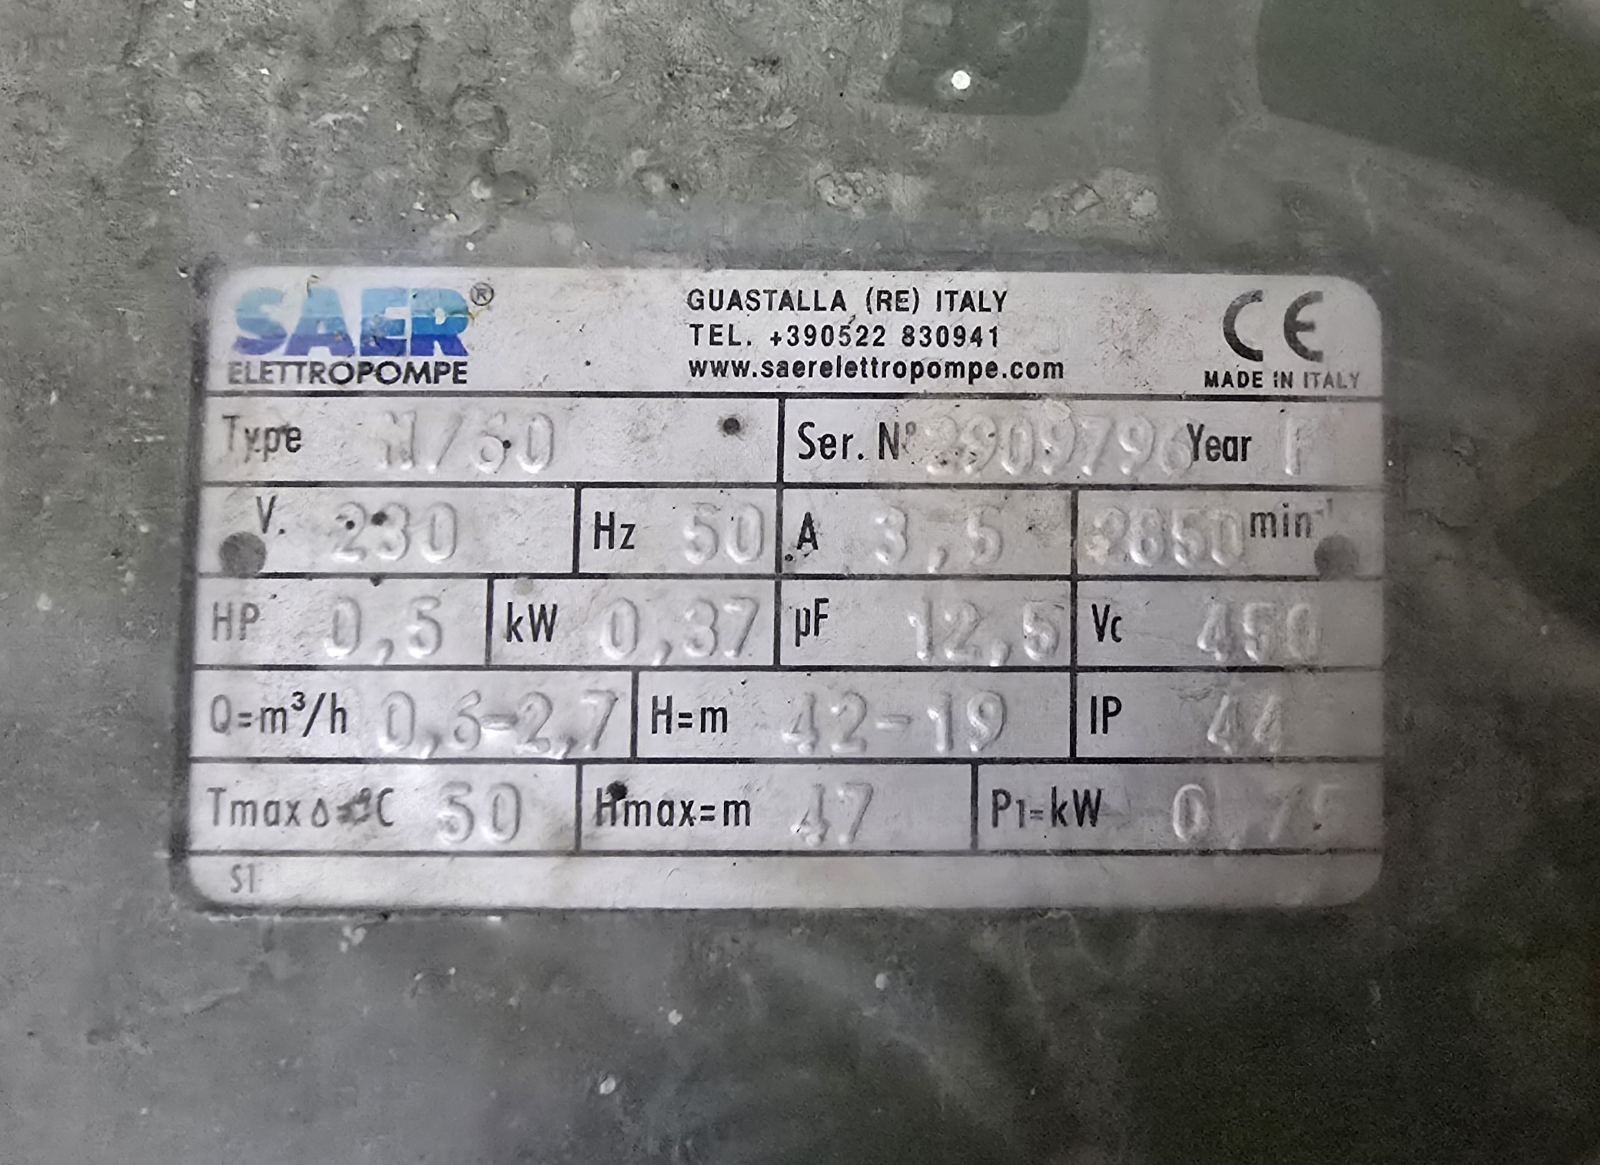 SAER®
ELETTROPOMPE
GUASTALLA (RE) ITALY
TEL. +390522 830941
www.saerelettropompe.com
CE
MADE IN ITALY
Type M/60 Ser. N° 2909796 Year
V. 230 Hz 50 A 3,5 2850 min⁻¹
HP 0,5 kW 0,37 µF 12,5 Vc 450
Q=m³/h 0,6-2,7 H=m 42-19 IP 44
Tmax Δ=°C 50 Hmax=m 47 P1=kW
S1